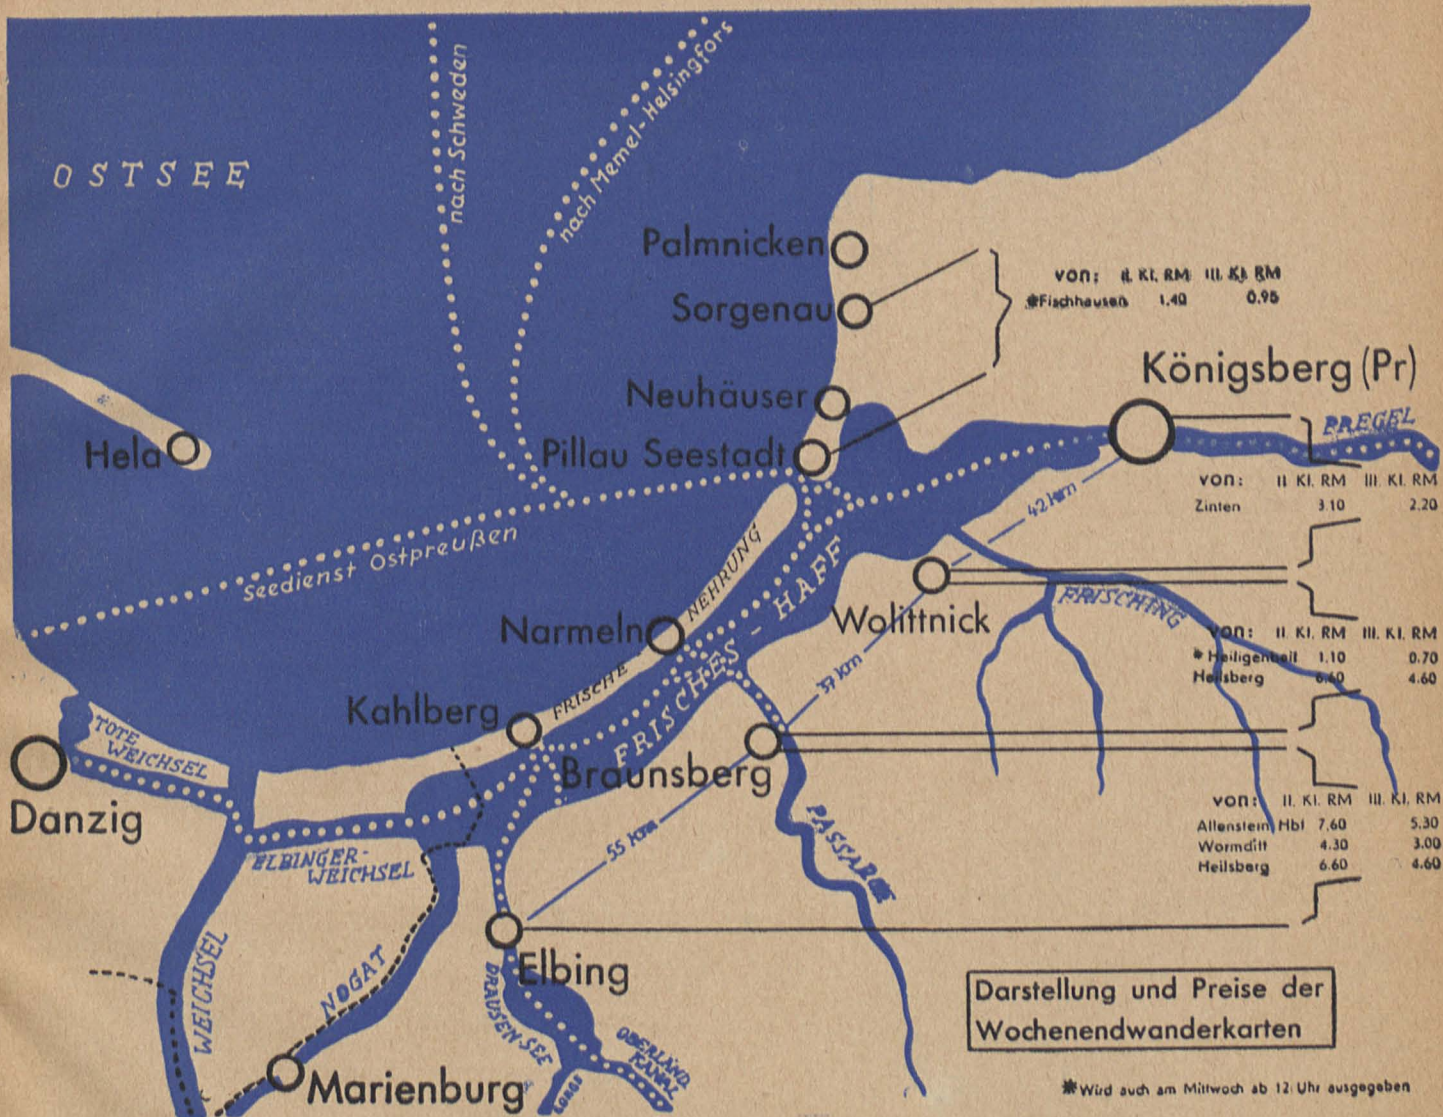 OSTSEE
nach Schweden
nach Memel-Helsingfors
Palmnicken
Sorgenau
von: II. Kl. RM III. Kl. RM
*Fischhausen 1.40 0.95
Königsberg (Pr)
Neuhäuser
PREGEL
Hela
Pillau Seestadt
von: II Kl. RM III. Kl. RM
Zinten 3.10 2.20
42 km
Seedienst Ostpreußen
NEHRUNG
Wolittnick
FRISCHING
Narmeln
von: II. Kl. RM III. Kl. RM
* Heiligenbeil 1.10 0.70
Heilsberg 6.60 4.60
37 km
FRISCHE
FRISCHES-HAFF
Kahlberg
TOTE
WEICHSEL
Braunsberg
Danzig
von: II. Kl. RM III. Kl. RM
Allenstein, Hbf 7.60 5.30
Wormditt 4.30 3.00
Heilsberg 6.60 4.60
PASSARGE
55 km
ELBINGER-
WEICHSEL
WEICHSEL
NOGAT
Elbing
DRAUSEN SEE
OBERLÄND.
KANAL
SORGE
Marienburg
Darstellung und Preise der
Wochenendwanderkarten
*Wird auch am Mittwoch ab 12 Uhr ausgegeben